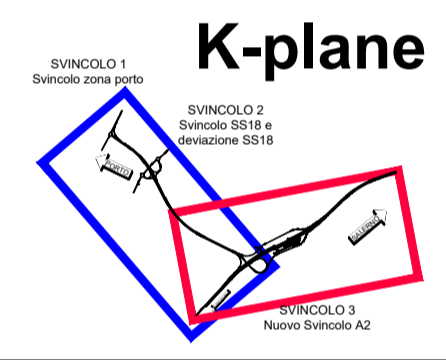 K-plane
SVINCOLO 1
Svincolo zona porto
SVINCOLO 2
Svincolo SS18 e
deviazione SS18
PORTO
SALERNO
SVINCOLO 3
Nuovo Svincolo A2